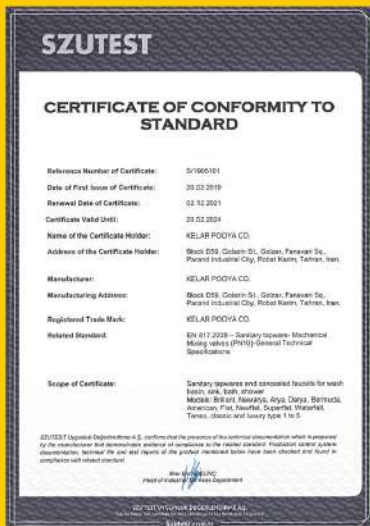 SZUTEST
CERTIFICATE OF CONFORMITY TO
STANDARD
Reference Number of Certificate: S/1905101
Date of First Issue of Certificate: 20.02.2019
Renewal Date of Certificate: 02.12.2021
Certificate Valid Until: 20.02.2024
Name of the Certificate Holder: KELAR POOYA CO.
Address of the Certificate Holder: Block D59, Golazin St., Golzar, Fanavari Sq.,
Parand Industrial City, Robat Karim, Tehran, Iran.
Manufacturer: KELAR POOYA CO.
Manufacturing Address: Block D59, Golazin St., Golzar, Fanavari Sq.,
Parand Industrial City, Robat Karim, Tehran, Iran.
Registered Trade Mark: KELAR POOYA CO.
Related Standard: EN 817:2008 – Sanitary tapware- Mechanical
Mixing valves (PN10)-General Technical
Specifications
Scope of Certificate: Sanitary tapwares and concealed faucets for wash
basin, sink, bath, shower
Models: Brillant, Newarya, Arya, Darya, Bermuda,
American, Flat, Newflat, Superflat, Waterfall,
classic and luxury type 1 to 5
SZUTEST Uygunluk Değerlendirme A.Ş. confirms that the presence of the technical documentation which is prepared
by the manufacturer that demonstrates evidence of compliance to the related standard. Production control system
documentation, technical file and test reports of the product mentioned below have been checked and found in
compliance with related standard.
Head of Industrial Services Department
SZUTEST UYGUNLUK DEĞERLENDİRME A.Ş.